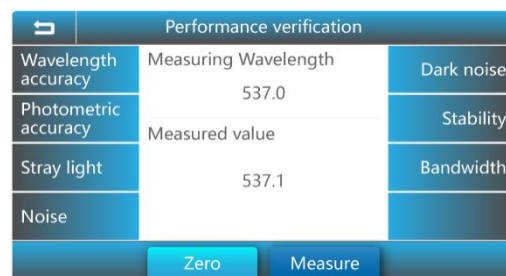 Performance verification
Wavelength
accuracy
Photometric
accuracy
Stray light
Noise
Measuring Wavelength
537.0
Measured value
537.1
Dark noise
Stability
Bandwidth
Zero
Measure